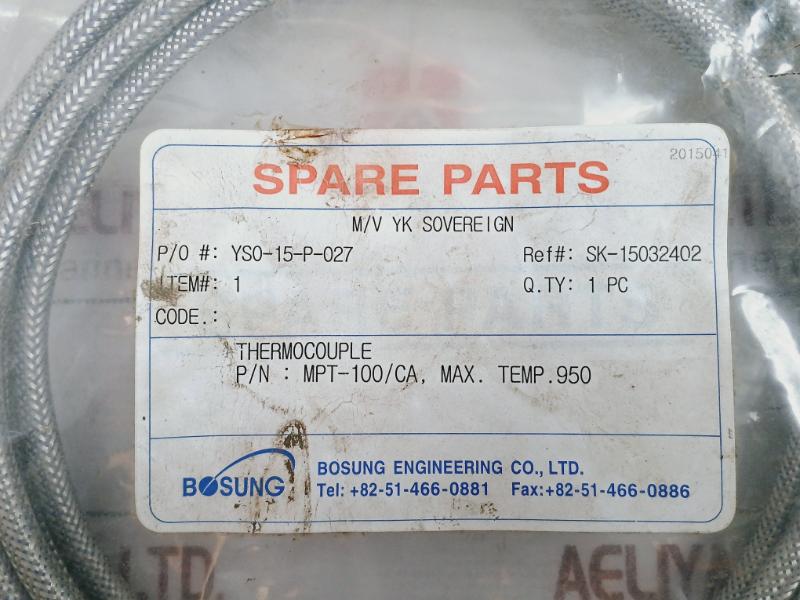 2015041
SPARE PARTS
M/V YK SOVEREIGN
P/O #: YSO-15-P-027 Ref#: SK-15032402
ITEM#: 1 Q.TY: 1 PC
CODE.:
THERMOCOUPLE
P/N : MPT-100/CA, MAX. TEMP.950
BOSUNG
BOSUNG ENGINEERING CO., LTD.
Tel: +82-51-466-0881 Fax:+82-51-466-0886
LTD.
AELIYA